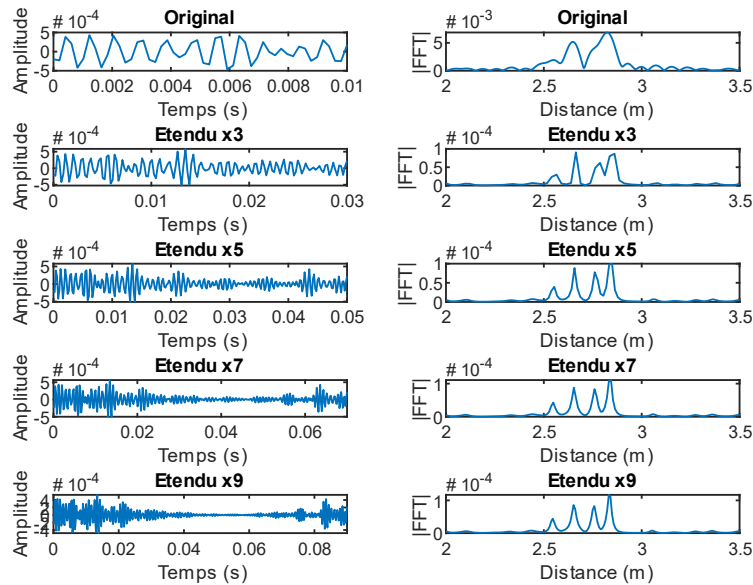 Original
# 10-4
Amplitude
5
0
-5
0 0.002 0.004 0.006 0.008 0.01
Temps (s)
Original
# 10-3
|FFT|
5
0
2 2.5 3 3.5
Distance (m)
Etendu x3
# 10-4
Amplitude
5
0
-5
0 0.01 0.02 0.03
Temps (s)
Etendu x3
# 10-4
|FFT|
1
0.5
0
2 2.5 3 3.5
Distance (m)
Etendu x5
# 10-4
Amplitude
5
0
-5
0 0.01 0.02 0.03 0.04 0.05
Temps (s)
Etendu x5
# 10-4
|FFT|
1
0.5
0
2 2.5 3 3.5
Distance (m)
Etendu x7
# 10-4
Amplitude
5
0
-5
0 0.02 0.04 0.06
Temps (s)
Etendu x7
# 10-4
|FFT|
1
0
2 2.5 3 3.5
Distance (m)
Etendu x9
# 10-4
Amplitude
4
2
0
-2
-4
0 0.02 0.04 0.06 0.08
Temps (s)
Etendu x9
# 10-4
|FFT|
1
0
2 2.5 3 3.5
Distance (m)